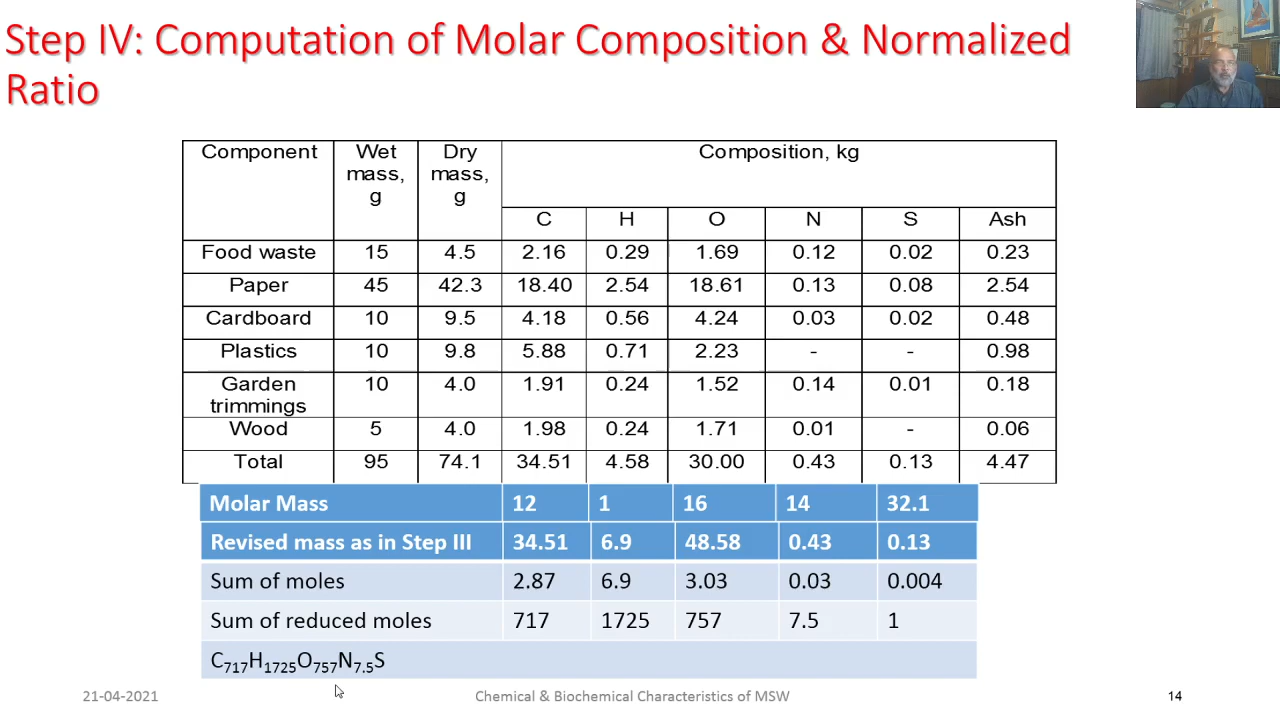 Step IV: Computation of Molar Composition & Normalized
Ratio
Component Wet mass, g Dry mass, g Composition, kg
C H O N S Ash
Food waste 15 4.5 2.16 0.29 1.69 0.12 0.02 0.23
Paper 45 42.3 18.40 2.54 18.61 0.13 0.08 2.54
Cardboard 10 9.5 4.18 0.56 4.24 0.03 0.02 0.48
Plastics 10 9.8 5.88 0.71 2.23 - - 0.98
Garden trimmings 10 4.0 1.91 0.24 1.52 0.14 0.01 0.18
Wood 5 4.0 1.98 0.24 1.71 0.01 - 0.06
Total 95 74.1 34.51 4.58 30.00 0.43 0.13 4.47
Molar Mass 12 1 16 14 32.1
Revised mass as in Step III 34.51 6.9 48.58 0.43 0.13
Sum of moles 2.87 6.9 3.03 0.03 0.004
Sum of reduced moles 717 1725 757 7.5 1
C₇₁₇H₁₇₂₅O₇₅₇N₇.₅S
21-04-2021 Chemical & Biochemical Characteristics of MSW 14